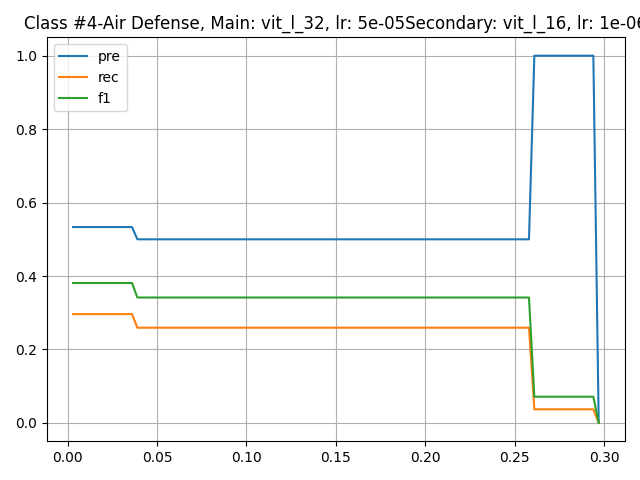 Class #4-Air Defense, Main: vit_l_32, lr: 5e-05Secondary: vit_l_16, lr: 1e-06
pre
rec
f1
1.0
0.8
0.6
0.4
0.2
0.0
0.00 0.05 0.10 0.15 0.20 0.25 0.30